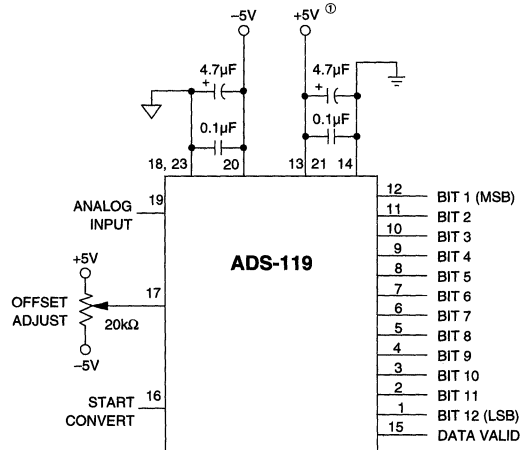 –5V
+5V ①
4.7µF
+
4.7µF
+
0.1µF
0.1µF
18, 23
20
13
21
14
ANALOG
INPUT
19
ADS-119
+5V
OFFSET
ADJUST
20kΩ
17
–5V
START
CONVERT
16
12 BIT 1 (MSB)
11 BIT 2
10 BIT 3
9 BIT 4
8 BIT 5
7 BIT 6
6 BIT 7
5 BIT 8
4 BIT 9
3 BIT 10
2 BIT 11
1 BIT 12 (LSB)
15 DATA VALID